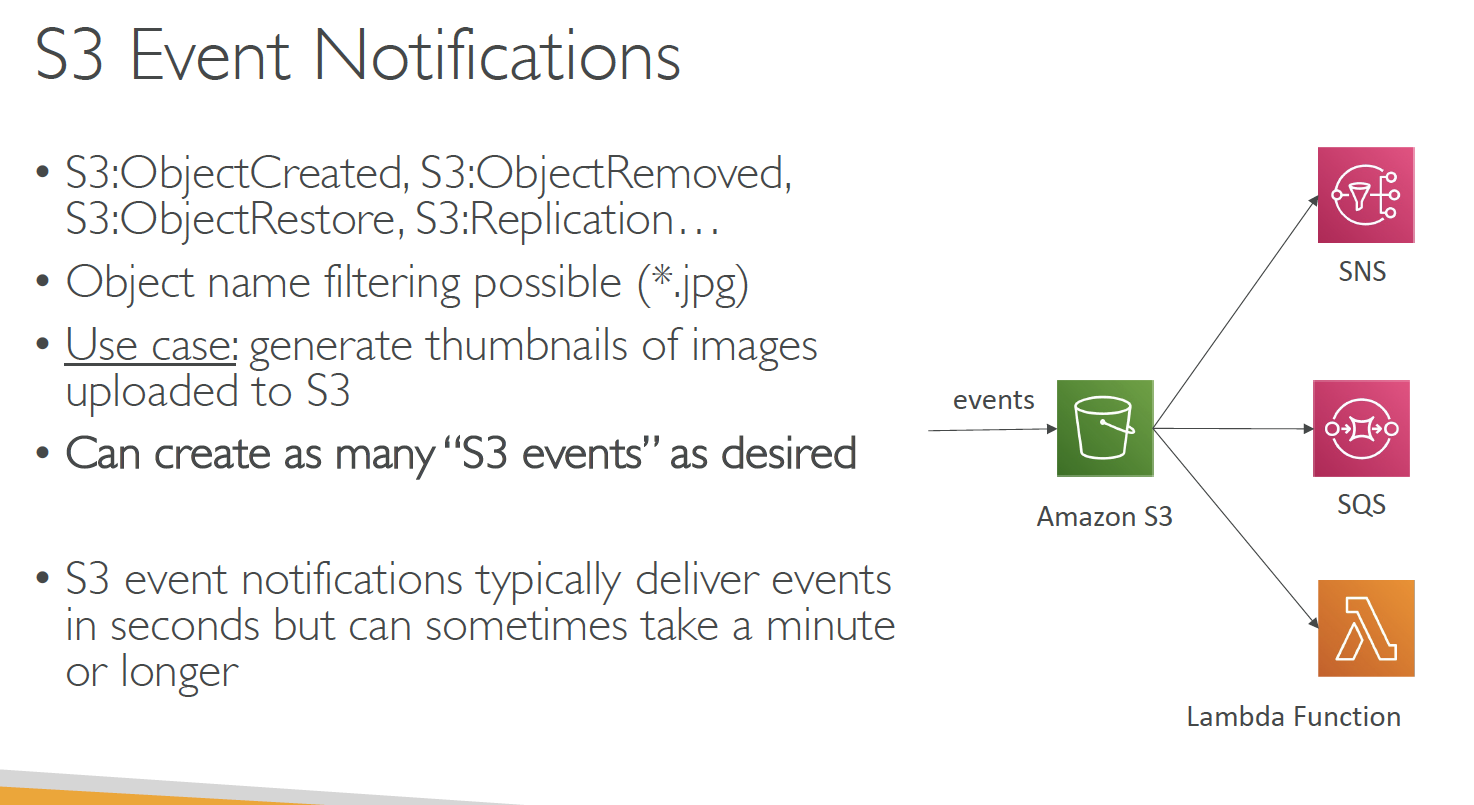 S3 Event Notifications
• S3:ObjectCreated, S3:ObjectRemoved,
S3:ObjectRestore, S3:Replication…
• Object name filtering possible (*.jpg)
• Use case: generate thumbnails of images
uploaded to S3
• Can create as many “S3 events” as desired
• S3 event notifications typically deliver events
in seconds but can sometimes take a minute
or longer
events
Amazon S3
SNS
SQS
Lambda Function